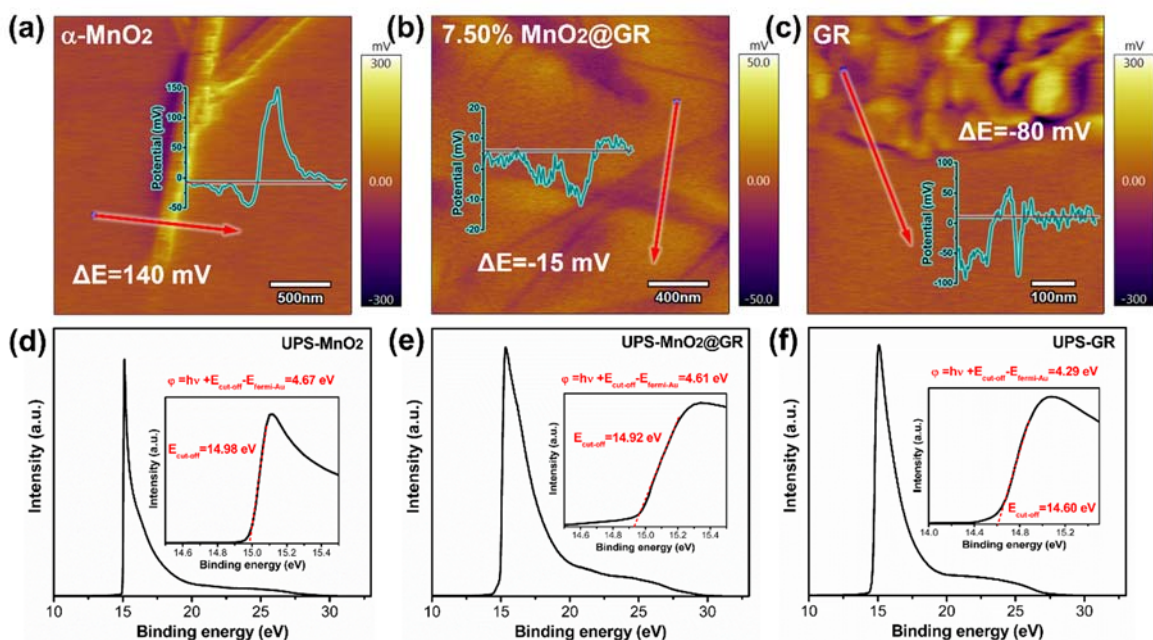 (a) α-MnO2
mV
300
0.00
-300
Potential (mV)
150
100
50
0
-50
ΔE=140 mV
500nm
(b) 7.50% MnO2@GR
mV
50.0
0.00
-50.0
Potential (mV)
20
10
0
10
20
ΔE=-15 mV
400nm
(c) GR
mV
300
0.00
-300
ΔE=-80 mV
Potential (mV)
100
50
0
-50
-100
100nm
(d)
UPS-MnO2
φ =hν +Ecut-off-Efermi-Au=4.67 eV
Ecut-off=14.98 eV
Intensity (a.u.)
14.6 14.8 15.0 15.2 15.4
Binding energy (eV)
Intensity (a.u.)
10 15 20 25 30
Binding energy (eV)
(e)
UPS-MnO2@GR
φ =hν +Ecut-off-Efermi-Au=4.61 eV
Ecut-off=14.92 eV
Intensity (a.u.)
14.6 14.8 15.0 15.2 15.4
Binding energy (eV)
Intensity (a.u.)
10 15 20 25 30
Binding energy (eV)
(f)
UPS-GR
φ =hν +Ecut-off-Efermi-Au=4.29 eV
Ecut-off=14.60 eV
Intensity (a.u.)
14.0 14.4 14.8 15.2
Binding energy (eV)
Intensity (a.u.)
10 15 20 25 30
Binding energy (eV)